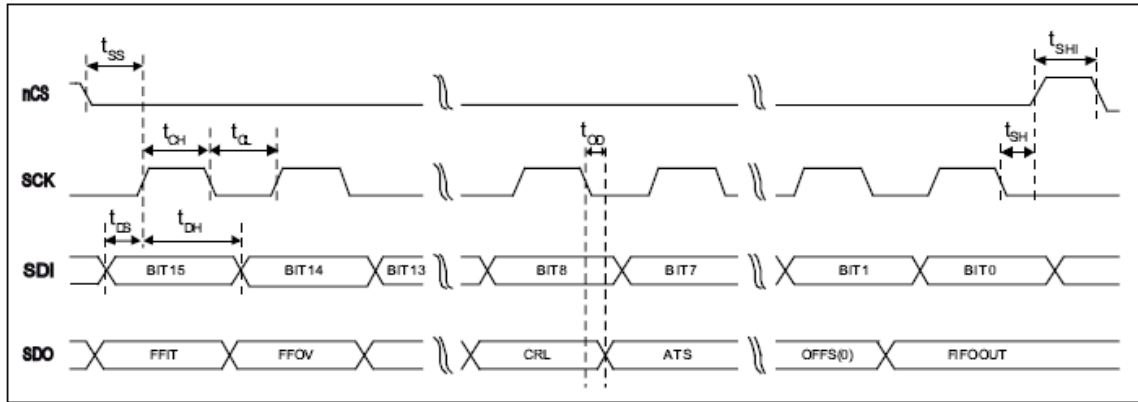 tSS
tSHI
nCS
tCH
tCL
tOD
tSH
SCK
tDS
tDH
SDI BIT15 BIT14 BIT13 BIT8 BIT7 BIT1 BIT0
SDO FFIT FFOV CRL ATS OFFS(0) FIFOOUT